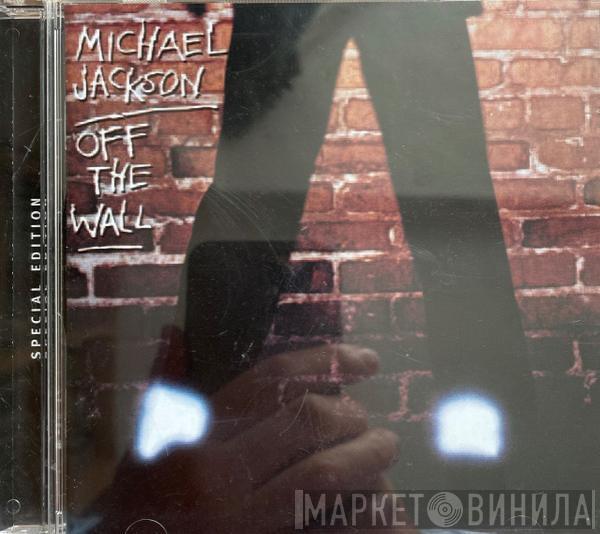 MICHAEL
JACKSON
OFF
THE
WALL
SPECIAL EDITION
МАРКЕТ ВИНИЛА